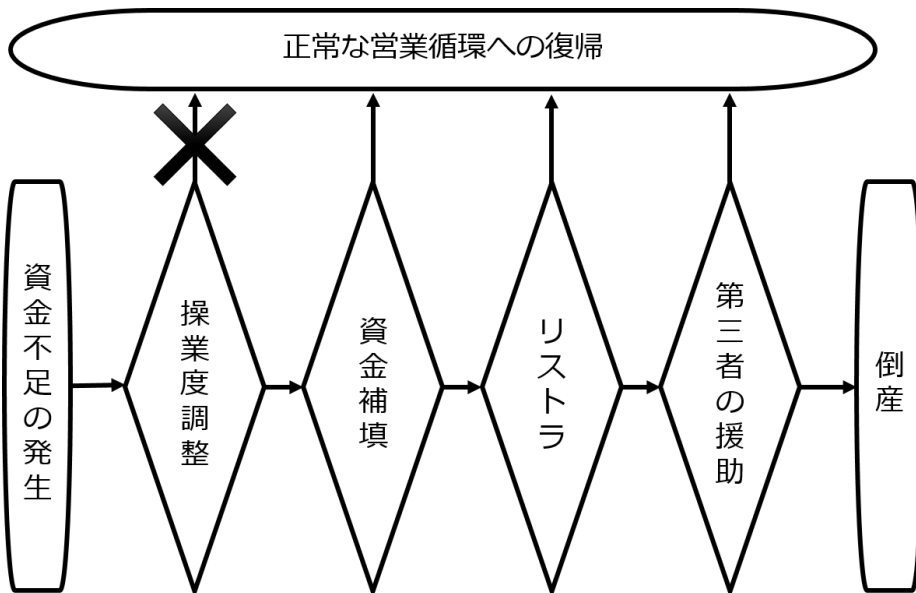 正常な営業循環への復帰
資金不足の発生
操業度調整
資金補填
リストラ
第三者の援助
倒産